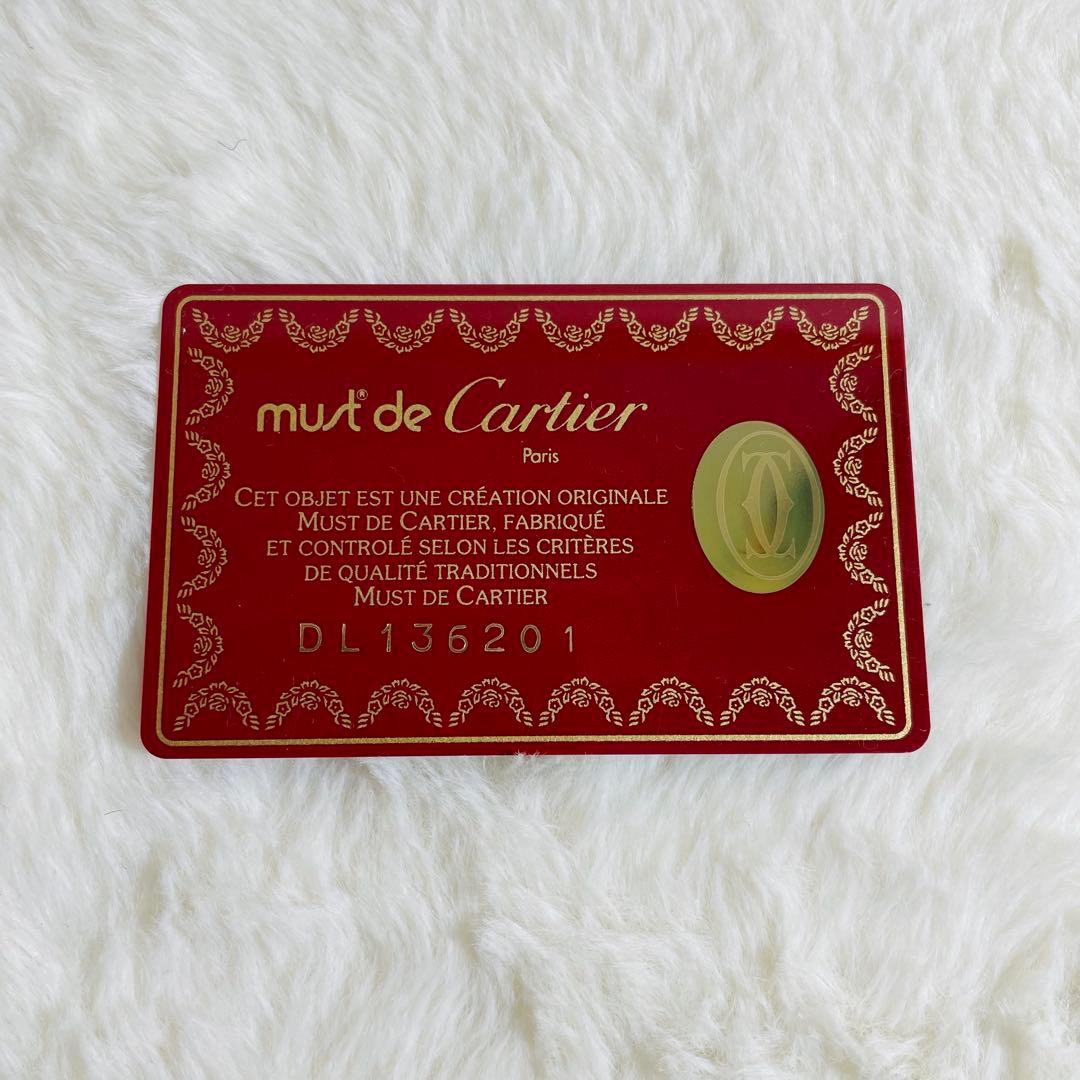 must® de Cartier
Paris
CET OBJET EST UNE CRÉATION ORIGINALE
MUST DE CARTIER, FABRIQUÉ
ET CONTROLÉ SELON LES CRITÈRES
DE QUALITÉ TRADITIONNELS
MUST DE CARTIER
DL136201